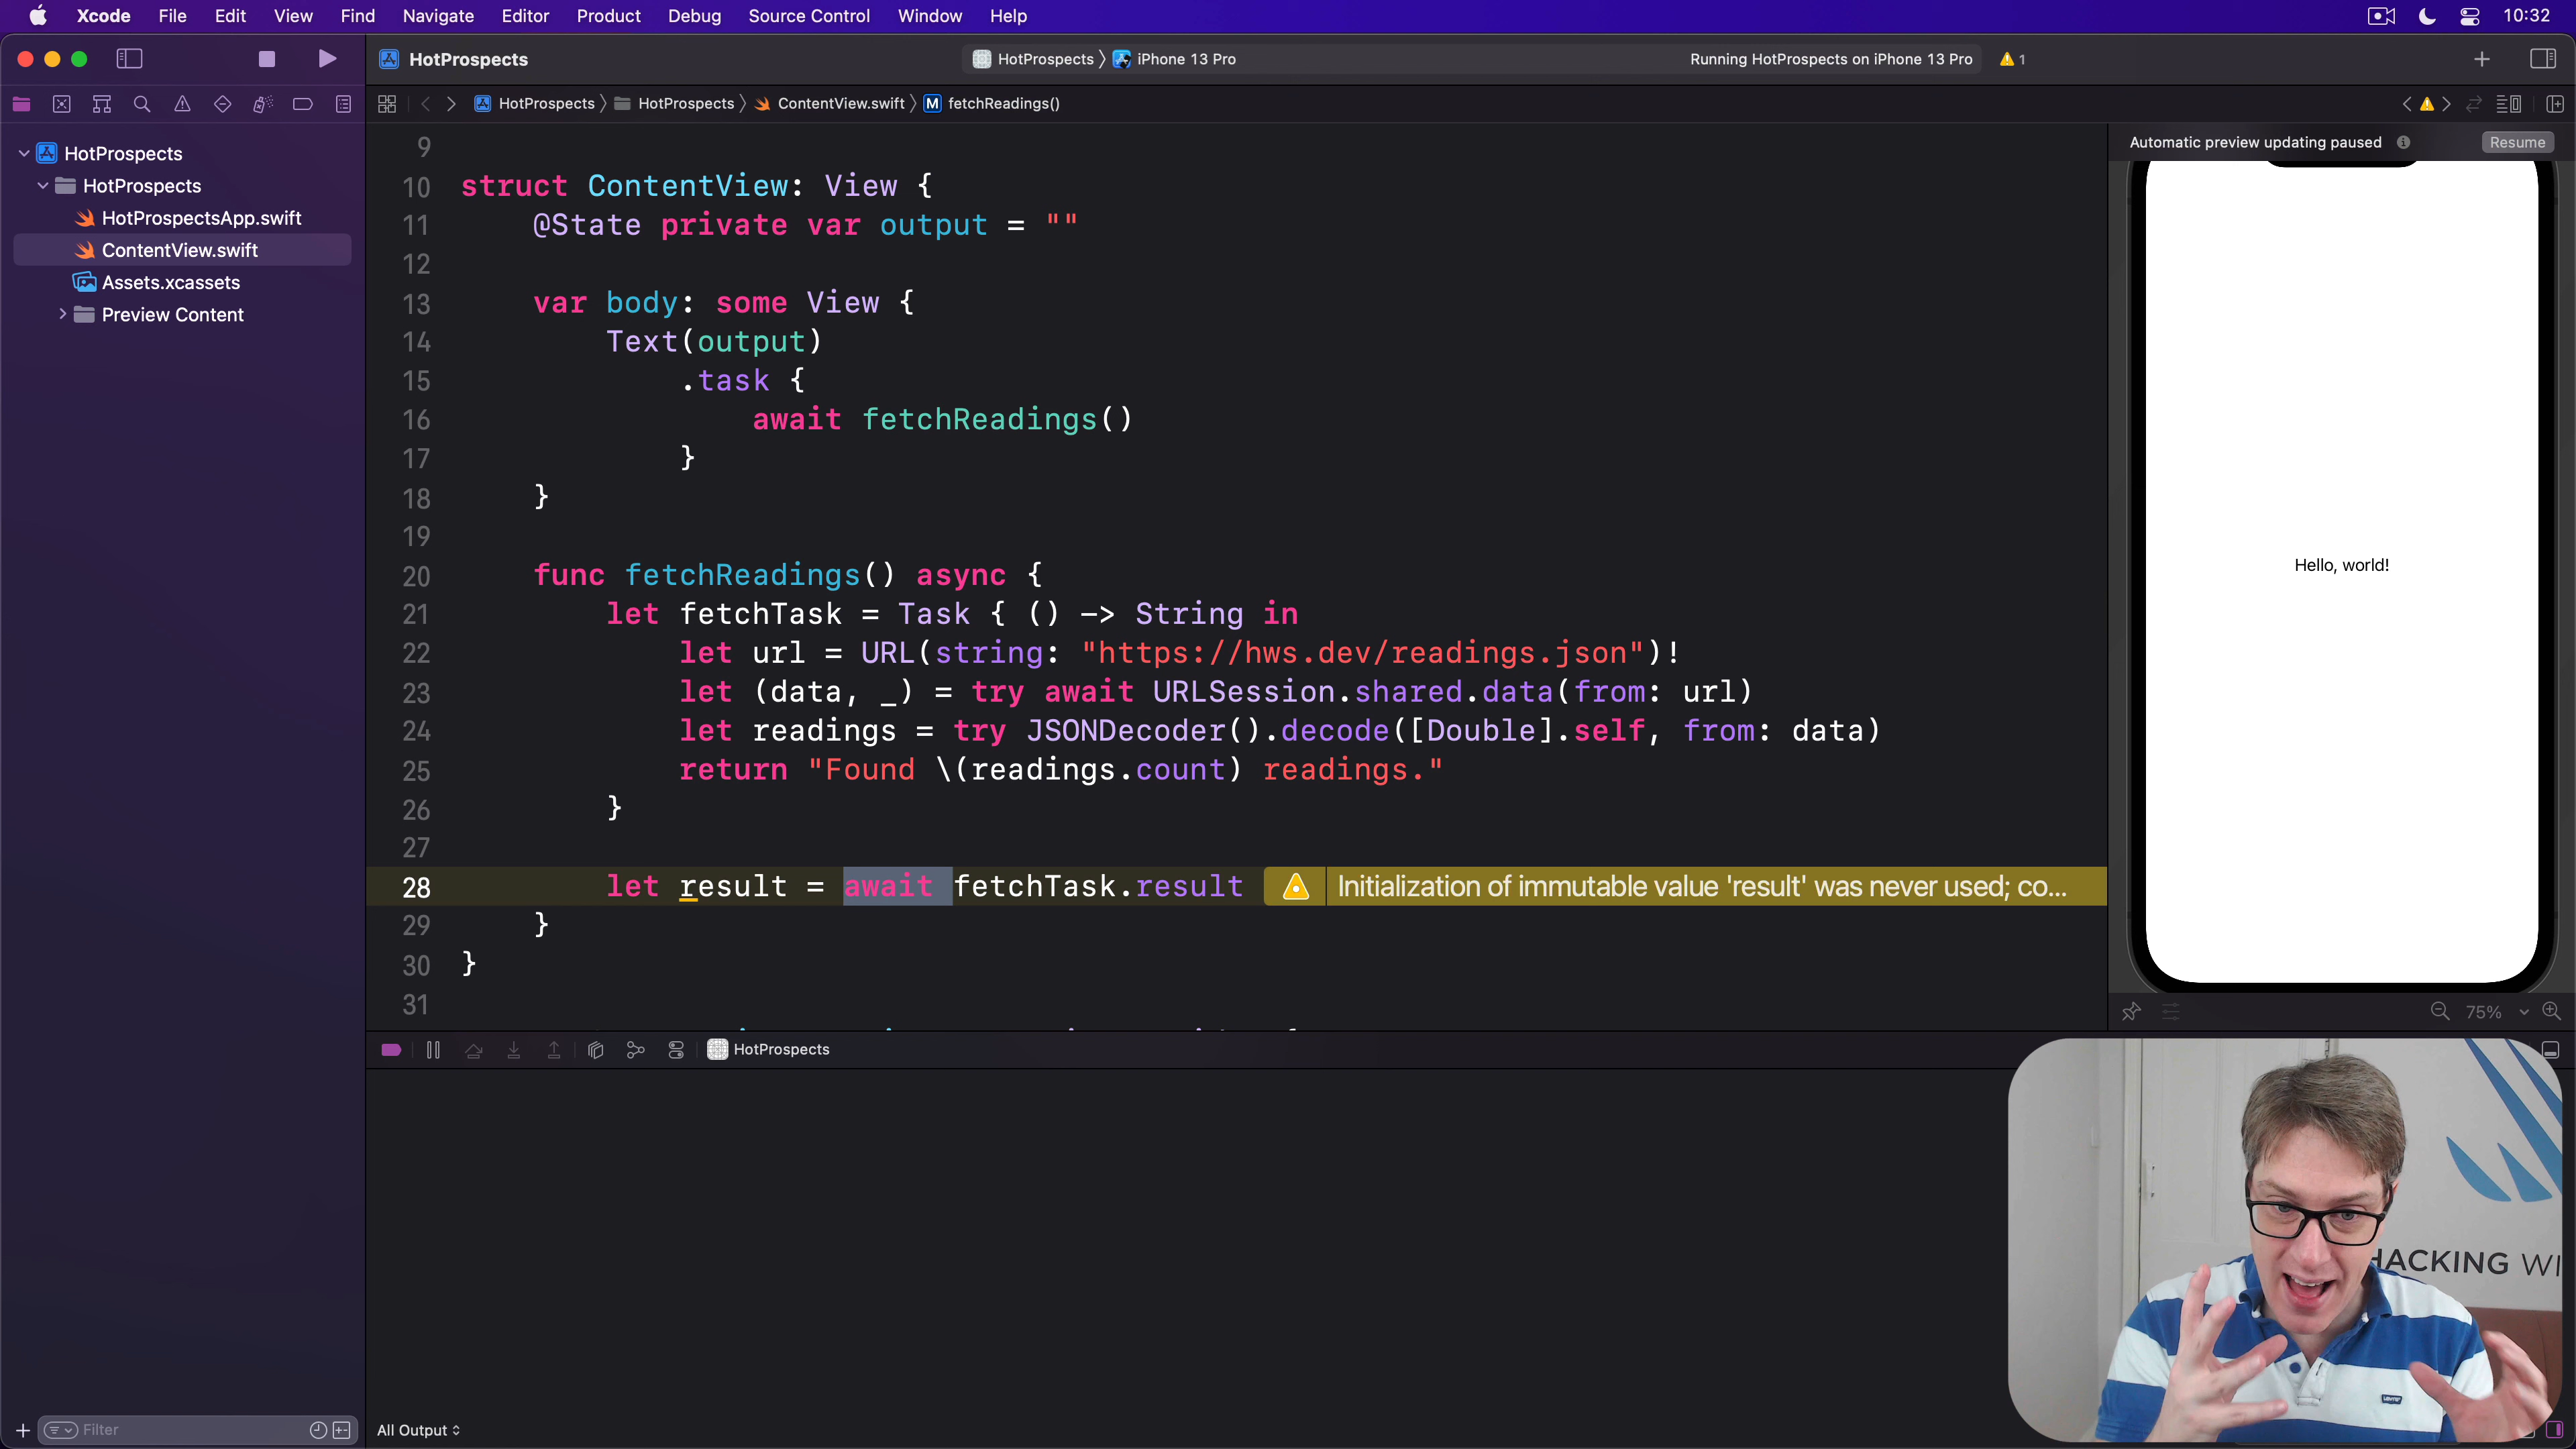 Xcode File Edit View Find Navigate Editor Product Debug Source Control Window Help 10:32
HotProspects HotProspects iPhone 13 Pro Running HotProspects on iPhone 13 Pro 1
HotProspects HotProspects ContentView.swift M fetchReadings()
HotProspects
HotProspects
HotProspectsApp.swift
ContentView.swift
Assets.xcassets
Preview Content
9
10 struct ContentView: View {
11 @State private var output = ""
12
13 var body: some View {
14 Text(output)
15 .task {
16 await fetchReadings()
17 }
18 }
19
20 func fetchReadings() async {
21 let fetchTask = Task { () -> String in
22 let url = URL(string: "https://hws.dev/readings.json")!
23 let (data, _) = try await URLSession.shared.data(from: url)
24 let readings = try JSONDecoder().decode([Double].self, from: data)
25 return "Found \(readings.count) readings."
26 }
27
28 let result = await fetchTask.result Initialization of immutable value 'result' was never used; co...
29 }
30 }
31
Automatic preview updating paused Resume
Hello, world!
75%
HotProspects
HACKING WI
Filter
All Output